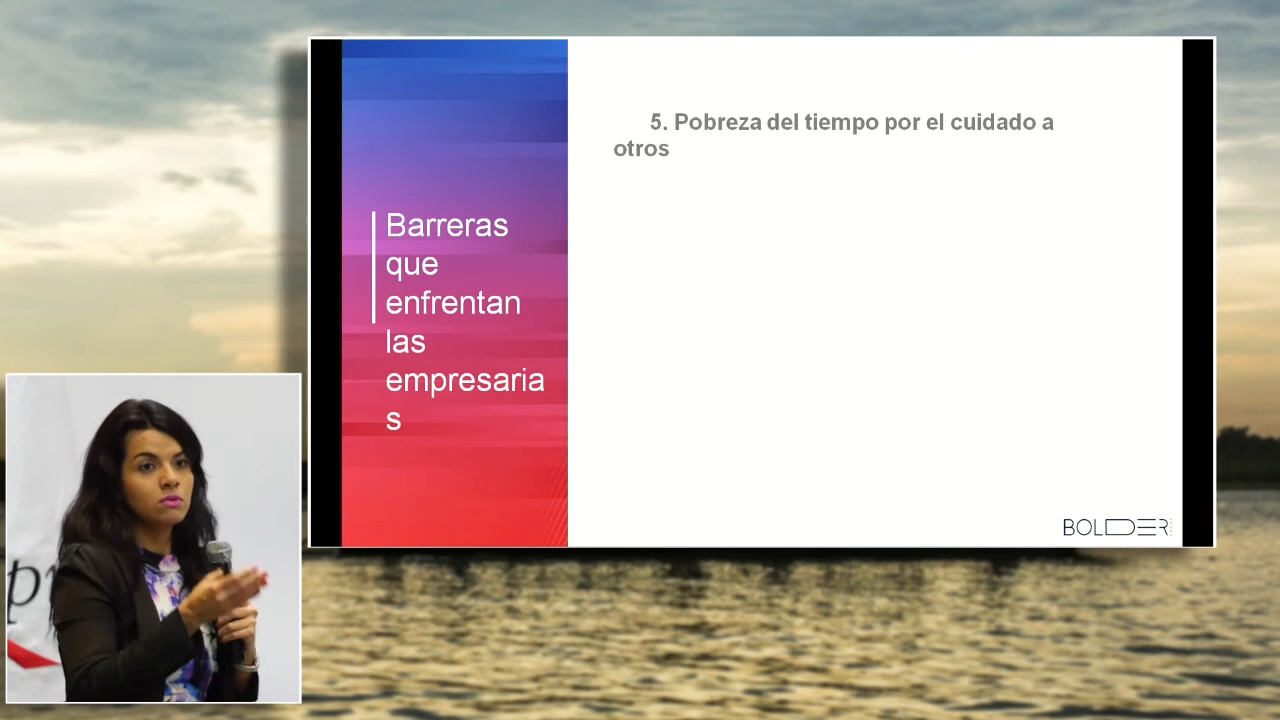 5. Pobreza del tiempo por el cuidado a
otros
Barreras
que
enfrentan
las
empresaria
s
BOLDER